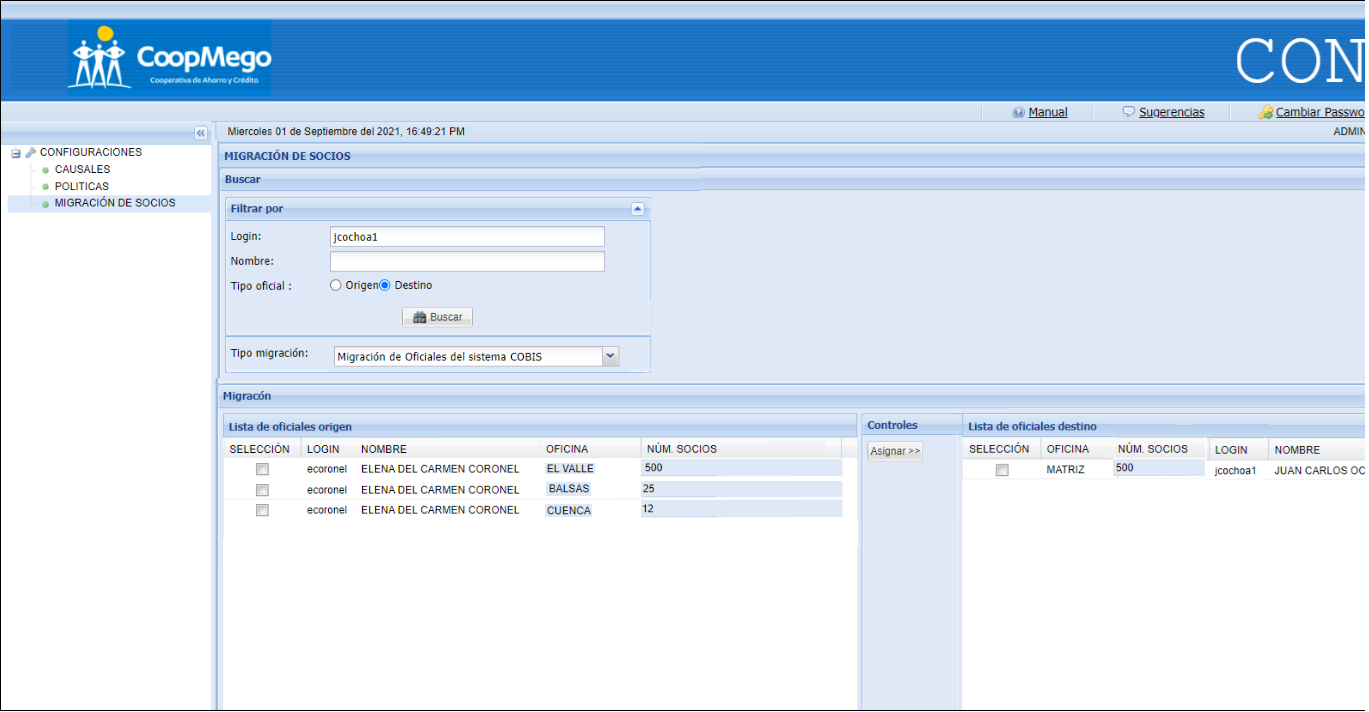 CoopMego
Cooperativa de Ahorro y Crédito
CON
Manual
Sugerencias
Cambiar Passwo
Miercoles 01 de Septiembre del 2021, 16:49:21 PM
ADMIN
CONFIGURACIONES
CAUSALES
POLITICAS
MIGRACIÓN DE SOCIOS
MIGRACIÓN DE SOCIOS
Buscar
Filtrar por
Login: jcochoa1
Nombre:
Tipo oficial : Origen Destino
Buscar
Tipo migración: Migración de Oficiales del sistema COBIS
Migracón
Lista de oficiales origen
SELECCIÓN LOGIN NOMBRE OFICINA NÚM. SOCIOS
ecoronel ELENA DEL CARMEN CORONEL EL VALLE 500
ecoronel ELENA DEL CARMEN CORONEL BALSAS 25
ecoronel ELENA DEL CARMEN CORONEL CUENCA 12
Controles
Asignar >>
Lista de oficiales destino
SELECCIÓN OFICINA NÚM. SOCIOS LOGIN NOMBRE
MATRIZ 500 jcochoa1 JUAN CARLOS OC